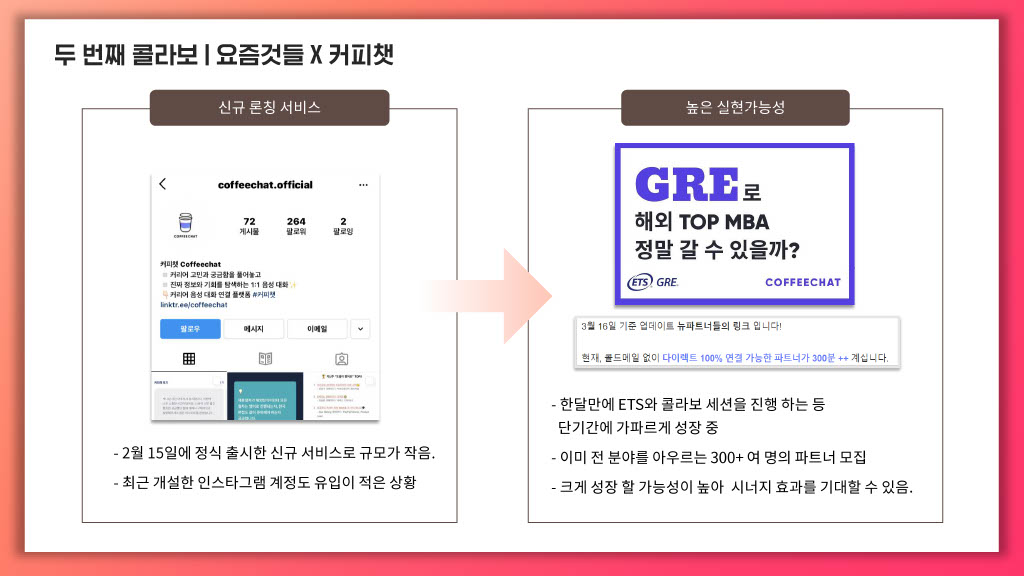 두 번째 콜라보 | 요즘것들 X 커피챗
신규 론칭 서비스
coffeechat.official
COFFEECHAT
72 264 2
게시물 팔로워 팔로잉
커피챗 Coffeechat
커리어 고민과 궁금함을 풀어놓고
진짜 정보와 기회를 탐색하는 1:1 음성 대화✨
👇🏻 커리어 음성 대화 연결 플랫폼 #커피챗
linktr.ee/coffeechat
팔로우 메시지 이메일
- 2월 15일에 정식 출시한 신규 서비스로 규모가 작음.
- 최근 개설한 인스타그램 계정도 유입이 적은 상황
높은 실현가능성
GRE로
해외 TOP MBA
정말 갈 수 있을까?
ETS GRE. COFFEECHAT
3월 16일 기준 업데이트 뉴파트너들의 링크 입니다!
현재, 콜드메일 없이 다이렉트 100% 연결 가능한 파트너가 300분 ++ 계십니다.
- 한달만에 ETS와 콜라보 세션을 진행 하는 등
단기간에 가파르게 성장 중
- 이미 전 분야를 아우르는 300+ 여 명의 파트너 모집
- 크게 성장 할 가능성이 높아 시너지 효과를 기대할 수 있음.